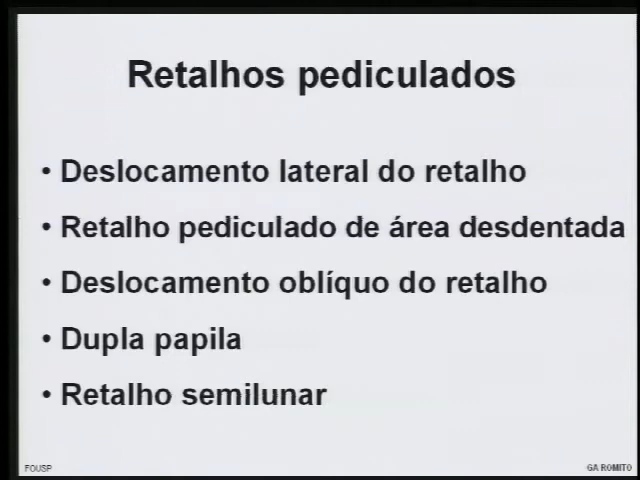 Retalhos pediculados
• Deslocamento lateral do retalho
• Retalho pediculado de área desdentada
• Deslocamento oblíquo do retalho
• Dupla papila
• Retalho semilunar
FOUSP
GA ROMITO